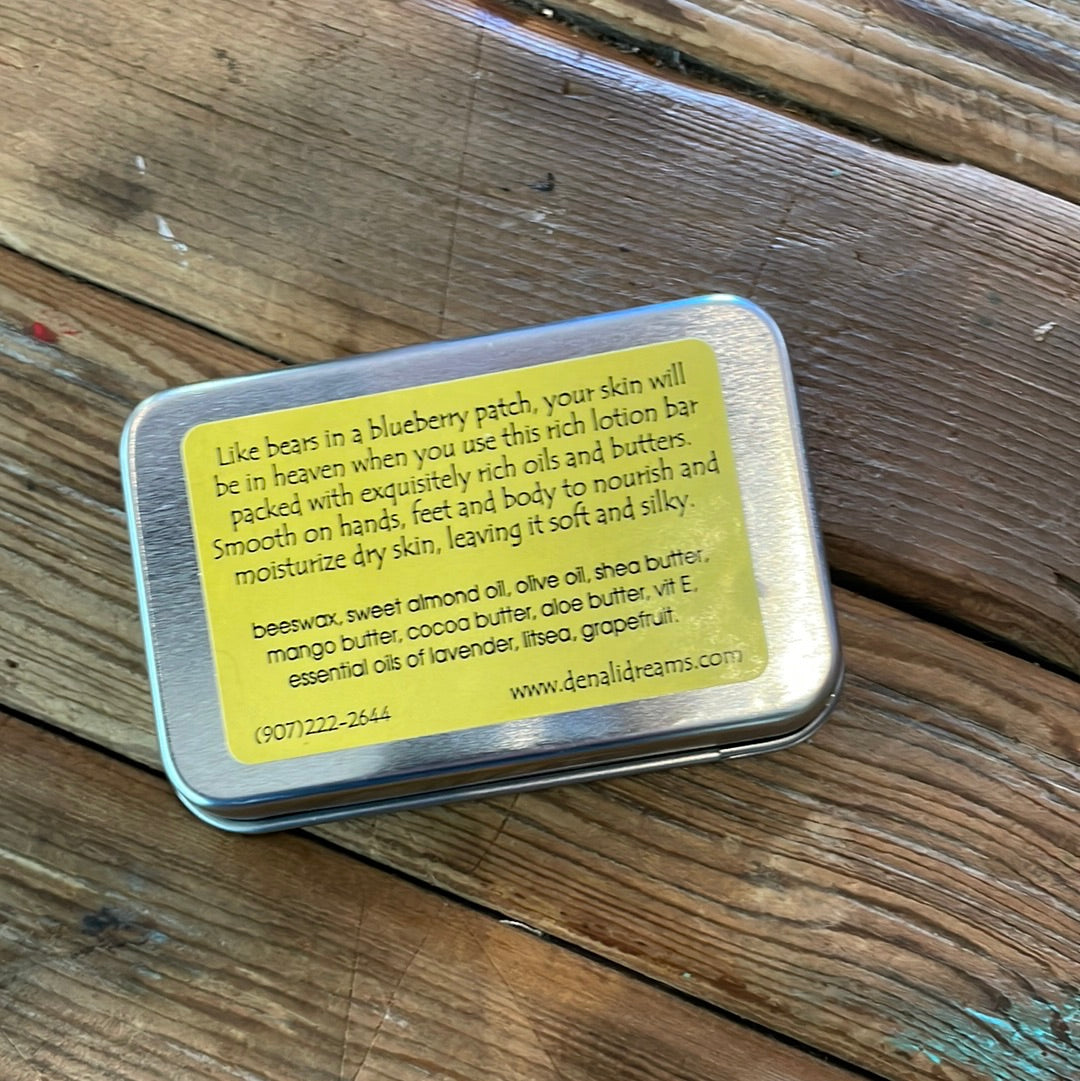 Like bears in a blueberry patch, your skin will
be in heaven when you use this rich lotion bar
packed with exquisitely rich oils and butters.
Smooth on hands, feet and body to nourish and
moisturize dry skin, leaving it soft and silky.
beeswax, sweet almond oil, olive oil, shea butter,
mango butter, cocoa butter, aloe butter, vit E,
essential oils of lavender, litsea, grapefruit.
www.denalidreams.com
(907)222-2644